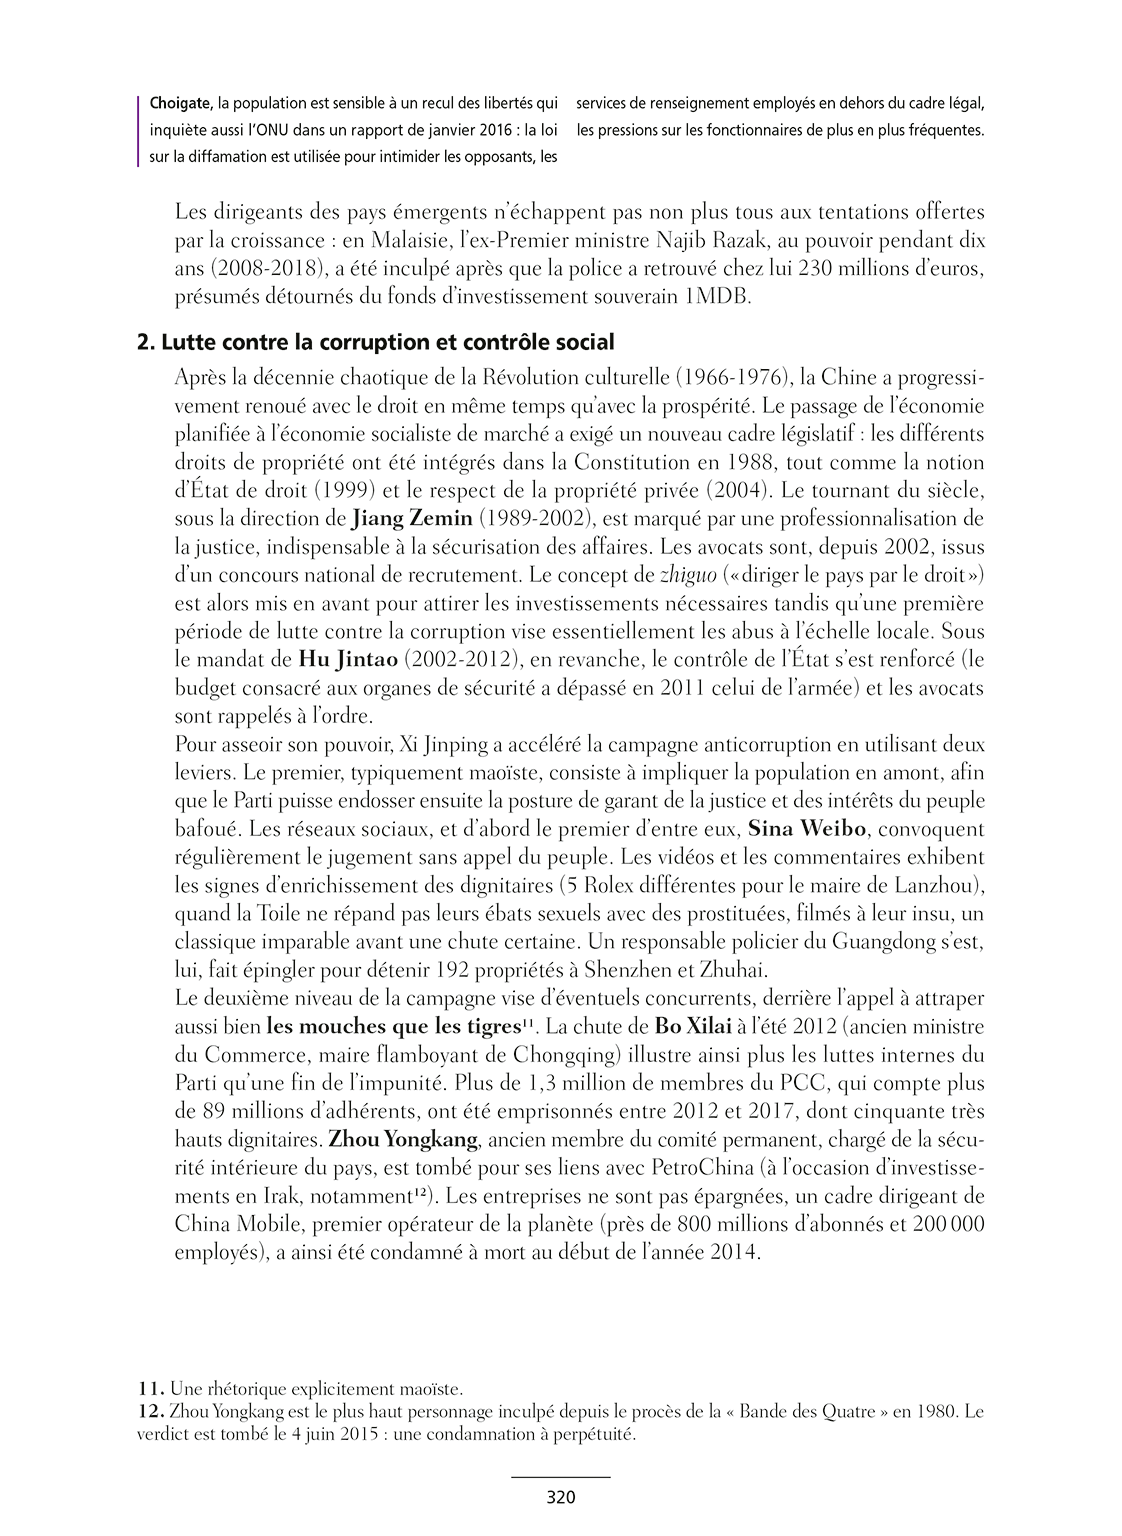 Choigate, la population est sensible à un recul des libertés qui
inquiète aussi l'ONU dans un rapport de janvier 2016 : la loi
sur la diffamation est utilisée pour intimider les opposants, les
services de renseignement employés en dehors du cadre légal,
les pressions sur les fonctionnaires de plus en plus fréquentes.
Les dirigeants des pays émergents n'échappent pas non plus tous aux tentations offertes
par la croissance : en Malaisie, l'ex-Premier ministre Najib Razak, au pouvoir pendant dix
ans (2008-2018), a été inculpé après que la police a retrouvé chez lui 230 millions d'euros,
présumés détournés du fonds d'investissement souverain 1MDB.
2. Lutte contre la corruption et contrôle social
Après la décennie chaotique de la Révolution culturelle (1966-1976), la Chine a progressi-
vement renoué avec le droit en même temps qu'avec la prospérité. Le passage de l'économie
planifiée à l'économie socialiste de marché a exigé un nouveau cadre législatif : les différents
droits de propriété ont été intégrés dans la Constitution en 1988, tout comme la notion
d'État de droit (1999) et le respect de la propriété privée (2004). Le tournant du siècle,
sous la direction de Jiang Zemin (1989-2002), est marqué par une professionnalisation de
la justice, indispensable à la sécurisation des affaires. Les avocats sont, depuis 2002, issus
d'un concours national de recrutement. Le concept de zhiguo (« diriger le pays par le droit »)
est alors mis en avant pour attirer les investissements nécessaires tandis qu'une première
période de lutte contre la corruption vise essentiellement les abus à l'échelle locale. Sous
le mandat de Hu Jintao (2002-2012), en revanche, le contrôle de l'État s'est renforcé (le
budget consacré aux organes de sécurité a dépassé en 2011 celui de l'armée) et les avocats
sont rappelés à l'ordre.
Pour asseoir son pouvoir, Xi Jinping a accéléré la campagne anticorruption en utilisant deux
leviers. Le premier, typiquement maoïste, consiste à impliquer la population en amont, afin
que le Parti puisse endosser ensuite la posture de garant de la justice et des intérêts du peuple
bafoué. Les réseaux sociaux, et d'abord le premier d'entre eux, Sina Weibo, convoquent
régulièrement le jugement sans appel du peuple. Les vidéos et les commentaires exhibent
les signes d'enrichissement des dignitaires (5 Rolex différentes pour le maire de Lanzhou),
quand la Toile ne répand pas leurs ébats sexuels avec des prostituées, filmés à leur insu, un
classique imparable avant une chute certaine. Un responsable policier du Guangdong s'est,
lui, fait épingler pour détenir 192 propriétés à Shenzhen et Zhuhai.
Le deuxième niveau de la campagne vise d'éventuels concurrents, derrière l'appel à attraper
aussi bien les mouches que les tigres¹¹. La chute de Bo Xilai à l'été 2012 (ancien ministre
du Commerce, maire flamboyant de Chongqing) illustre ainsi plus les luttes internes du
Parti qu'une fin de l'impunité. Plus de 1,3 million de membres du PCC, qui compte plus
de 89 millions d'adhérents, ont été emprisonnés entre 2012 et 2017, dont cinquante très
hauts dignitaires. Zhou Yongkang, ancien membre du comité permanent, chargé de la sécu-
rité intérieure du pays, est tombé pour ses liens avec PetroChina (à l'occasion d'investisse-
ments en Irak, notamment¹²). Les entreprises ne sont pas épargnées, un cadre dirigeant de
China Mobile, premier opérateur de la planète (près de 800 millions d'abonnés et 200 000
employés), a ainsi été condamné à mort au début de l'année 2014.
11. Une rhétorique explicitement maoïste.
12. Zhou Yongkang est le plus haut personnage inculpé depuis le procès de la « Bande des Quatre » en 1980. Le
verdict est tombé le 4 juin 2015 : une condamnation à perpétuité.
320